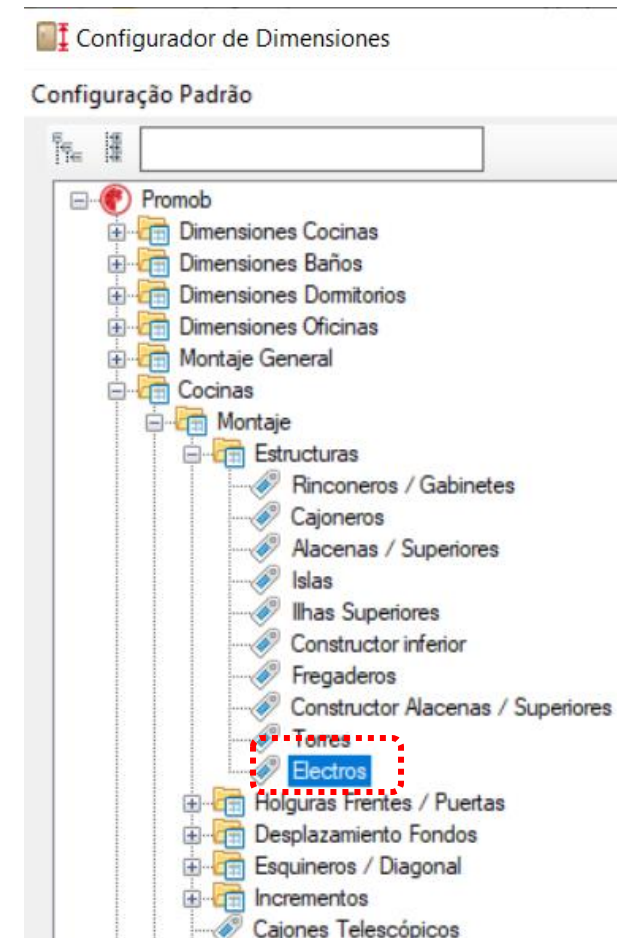 Configurador de Dimensiones
Configuração Padrão
Promob
Dimensiones Cocinas
Dimensiones Baños
Dimensiones Dormitorios
Dimensiones Oficinas
Montaje General
Cocinas
Montaje
Estructuras
Rinconeros / Gabinetes
Cajoneros
Alacenas / Superiores
Islas
Ilhas Superiores
Constructor inferior
Fregaderos
Constructor Alacenas / Superiores
Torres
Electros
Holguras Frentes / Puertas
Desplazamiento Fondos
Esquineros / Diagonal
Incrementos
Cajones Telescópicos